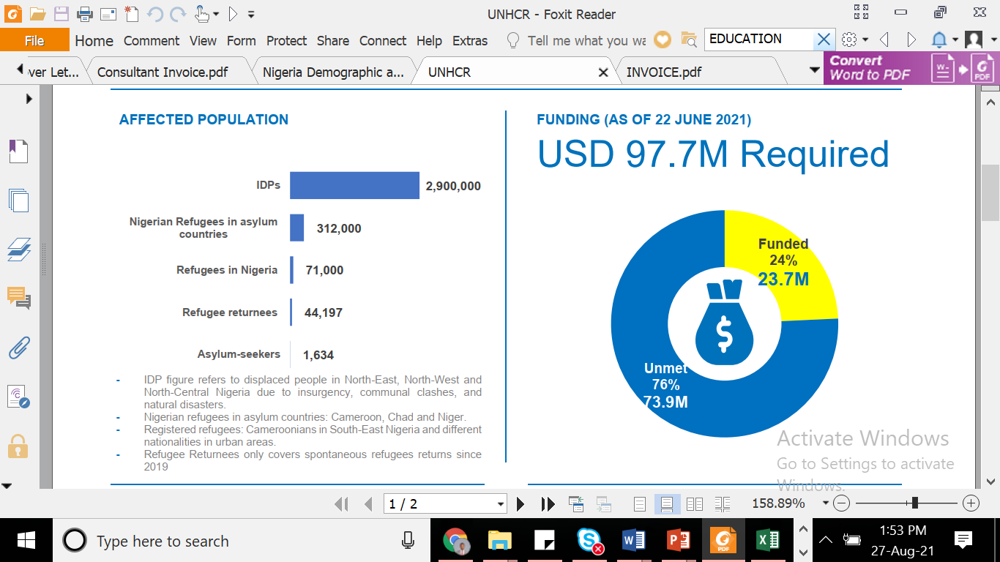 UNHCR - Foxit Reader
File Home Comment View Form Protect Share Connect Help Extras Tell me what you wa EDUCATION
ver Let... Consultant Invoice.pdf Nigeria Demographic a... UNHCR INVOICE.pdf
Convert
Word to PDF
W
PDF
AFFECTED POPULATION
IDPs 2,900,000
Nigerian Refugees in asylum
countries
312,000
Refugees in Nigeria 71,000
Refugee returnees 44,197
Asylum-seekers 1,634
- IDP figure refers to displaced people in North-East, North-West and
North-Central Nigeria due to insurgency, communal clashes, and
natural disasters.
- Nigerian refugees in asylum countries: Cameroon, Chad and Niger.
- Registered refugees: Cameroonians in South-East Nigeria and different
nationalities in urban areas.
- Refugee Returnees only covers spontaneous refugees returns since
2019
FUNDING (AS OF 22 JUNE 2021)
USD 97.7M Required
Funded
24%
23.7M
$
Unmet
76%
73.9M
Activate Windows
Go to Settings to activate
Windows.
1 / 2
158.89%
Type here to search
PDF
1:53 PM
27-Aug-21